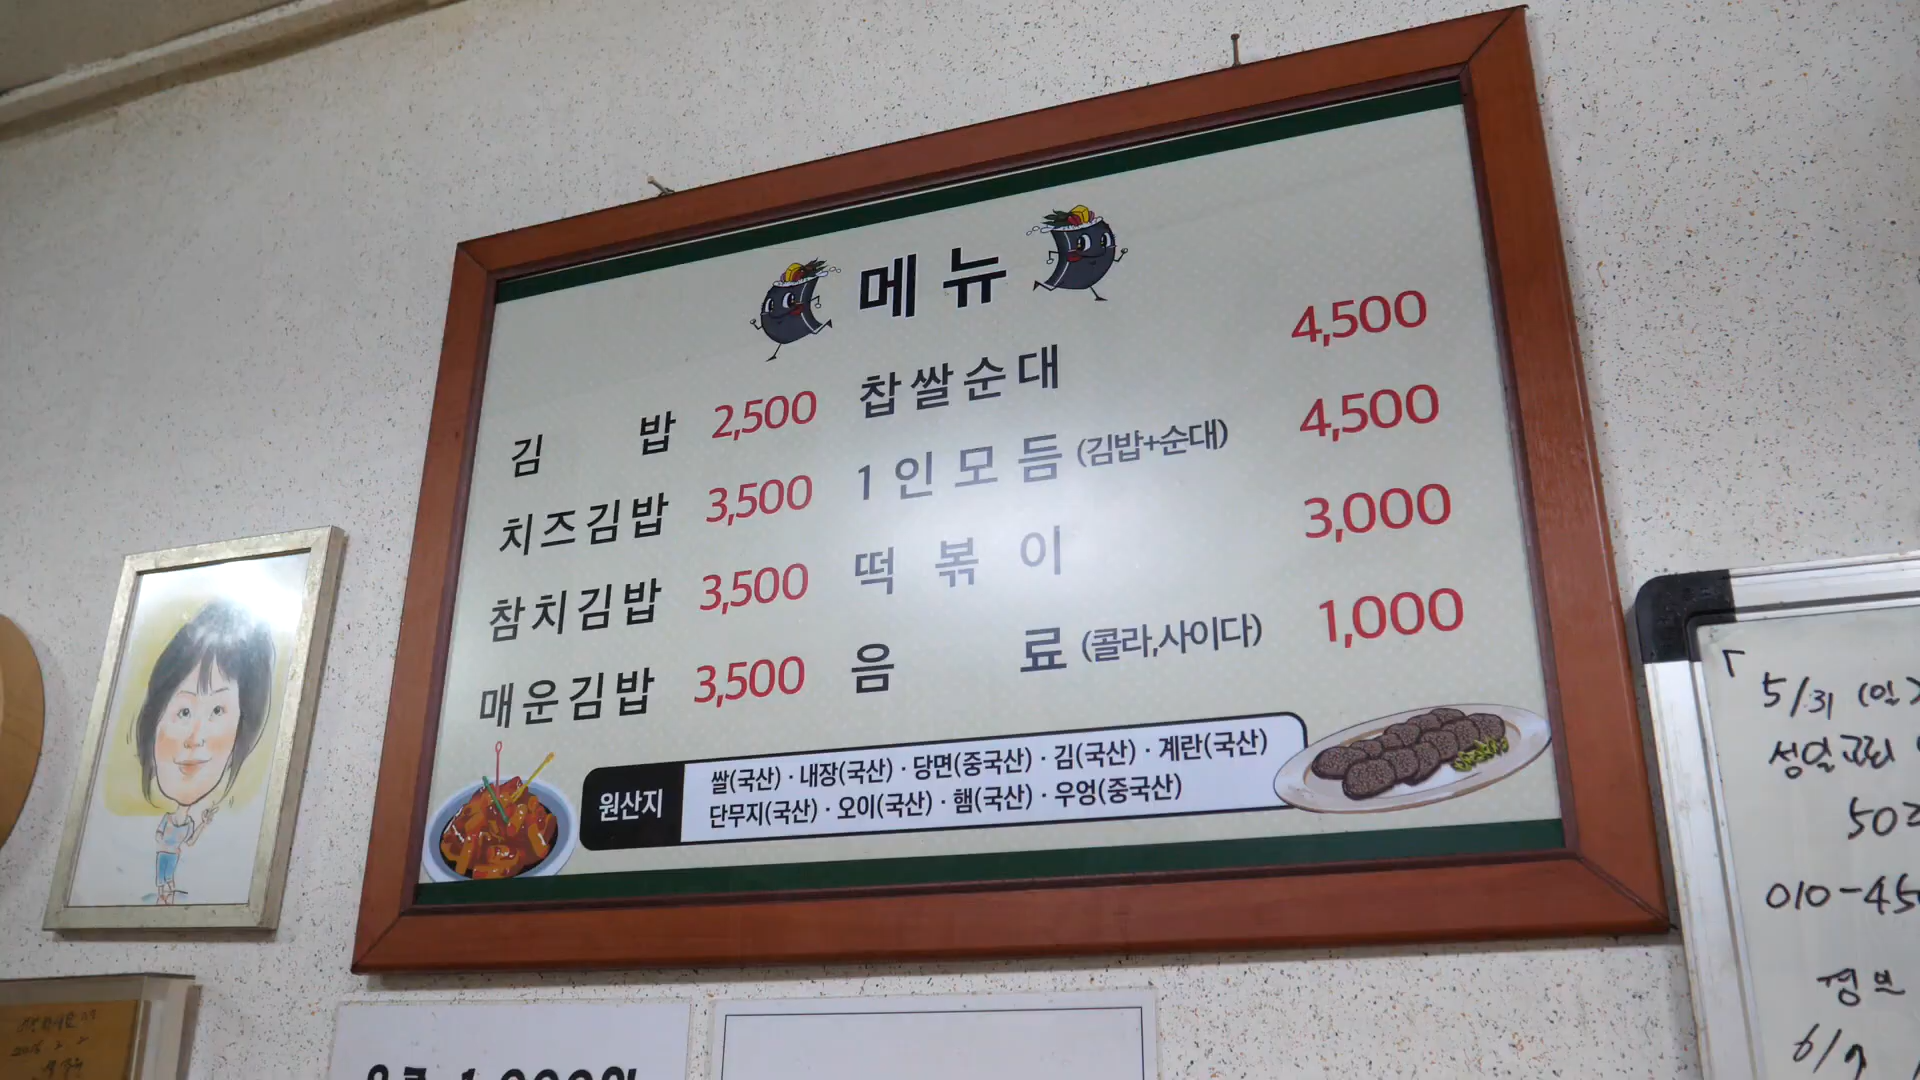 메뉴
김 밥 2,500
치즈김밥 3,500
참치김밥 3,500
매운김밥 3,500
찹쌀순대 4,500
1인모듬 (김밥+순대) 4,500
떡볶이 3,000
음 료 (콜라,사이다) 1,000
원산지
쌀(국산) · 내장(국산) · 당면(중국산) · 김(국산) · 계란(국산)
단무지(국산) · 오이(국산) · 햄(국산) · 우엉(중국산)
5/31 (일)
010-45
6/9